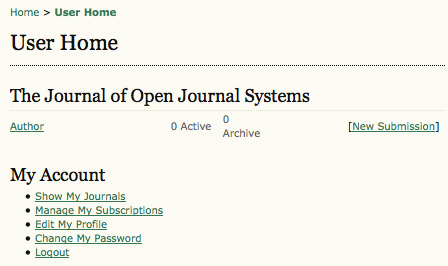 Home > User Home
User Home
The Journal of Open Journal Systems
Author 0 Active 0 Archive [New Submission]
My Account
Show My Journals
Manage My Subscriptions
Edit My Profile
Change My Password
Logout